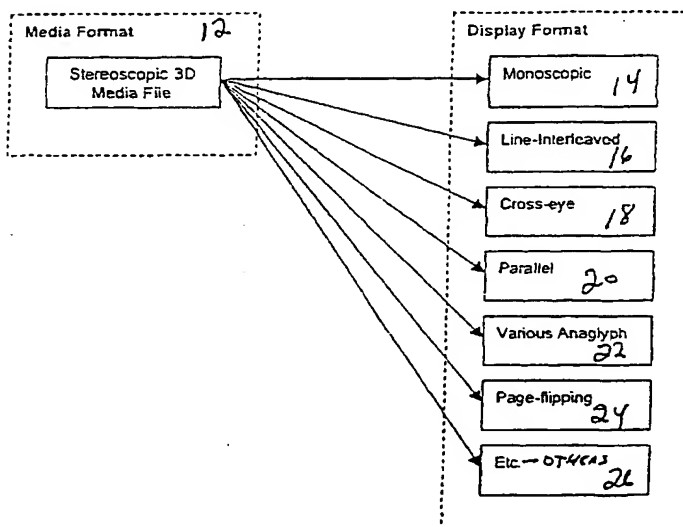 Media Format 12
Stereoscopic 3D
Media File
Display Format
Monoscopic 14
Line-Interleaved
16
Cross-eye 18
Parallel 20
Various Anaglyph
22
Page-flipping
24
Etc. — OTHERS
26